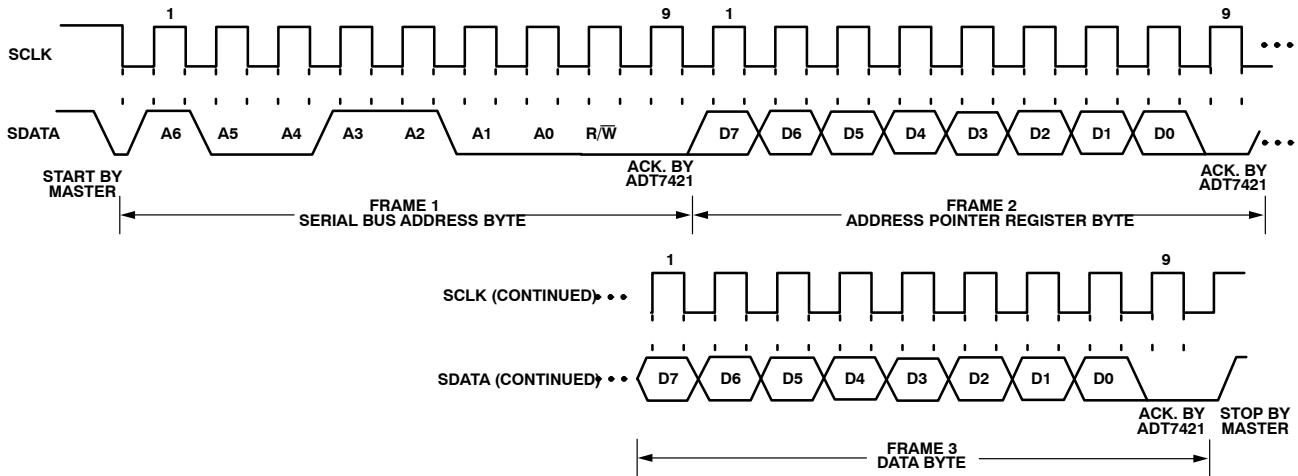 1 9 1 9
SCLK
SDATA A6 A5 A4 A3 A2 A1 A0 R/W̅ D7 D6 D5 D4 D3 D2 D1 D0
START BY
MASTER
ACK. BY
ADT7421
ACK. BY
ADT7421
FRAME 1
SERIAL BUS ADDRESS BYTE
FRAME 2
ADDRESS POINTER REGISTER BYTE
1 9
SCLK (CONTINUED)
SDATA (CONTINUED) D7 D6 D5 D4 D3 D2 D1 D0
ACK. BY
ADT7421
STOP BY
MASTER
FRAME 3
DATA BYTE